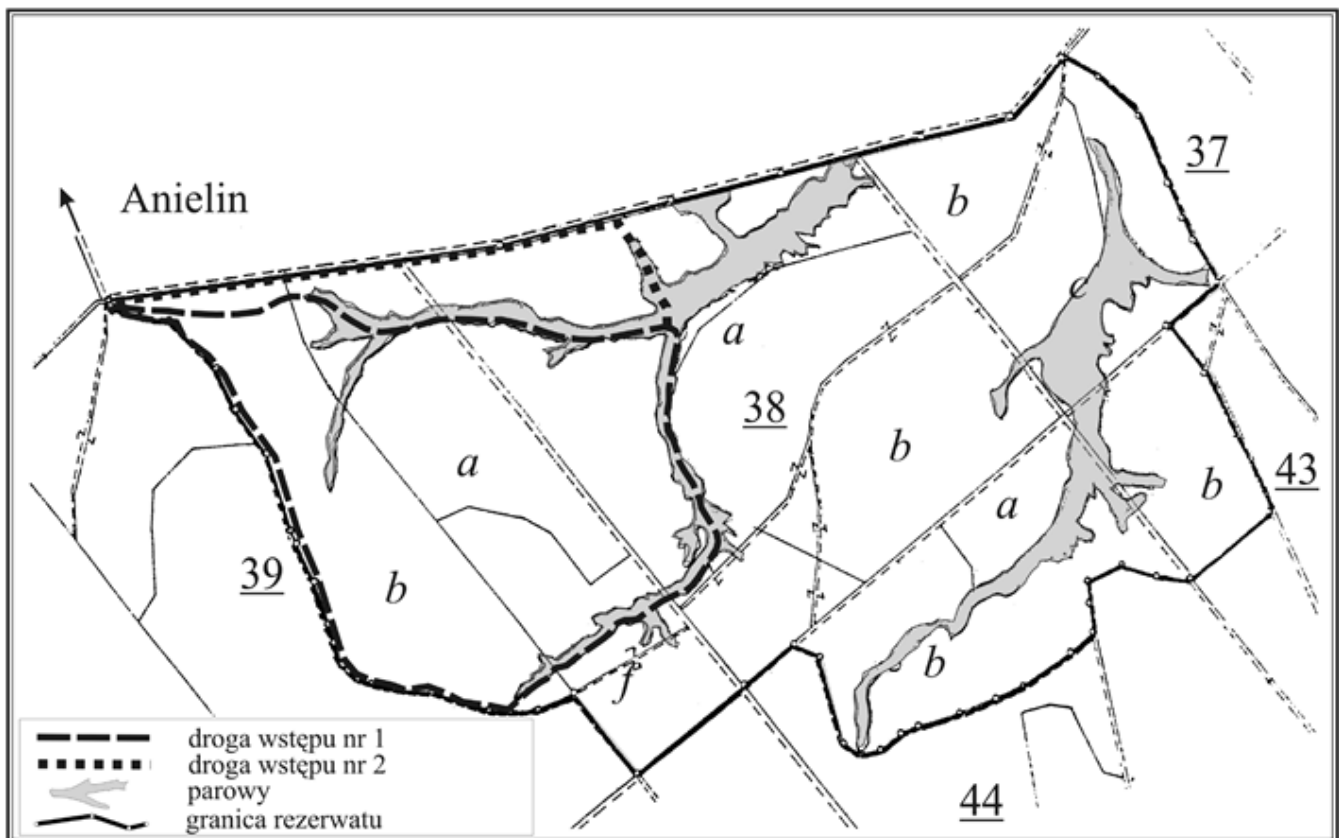 37
Anielin
b
c
a
38
a
b
a
b
43
39
b
b
f
droga wstępu nr 1
droga wstępu nr 2
parowy
granica rezerwatu
44